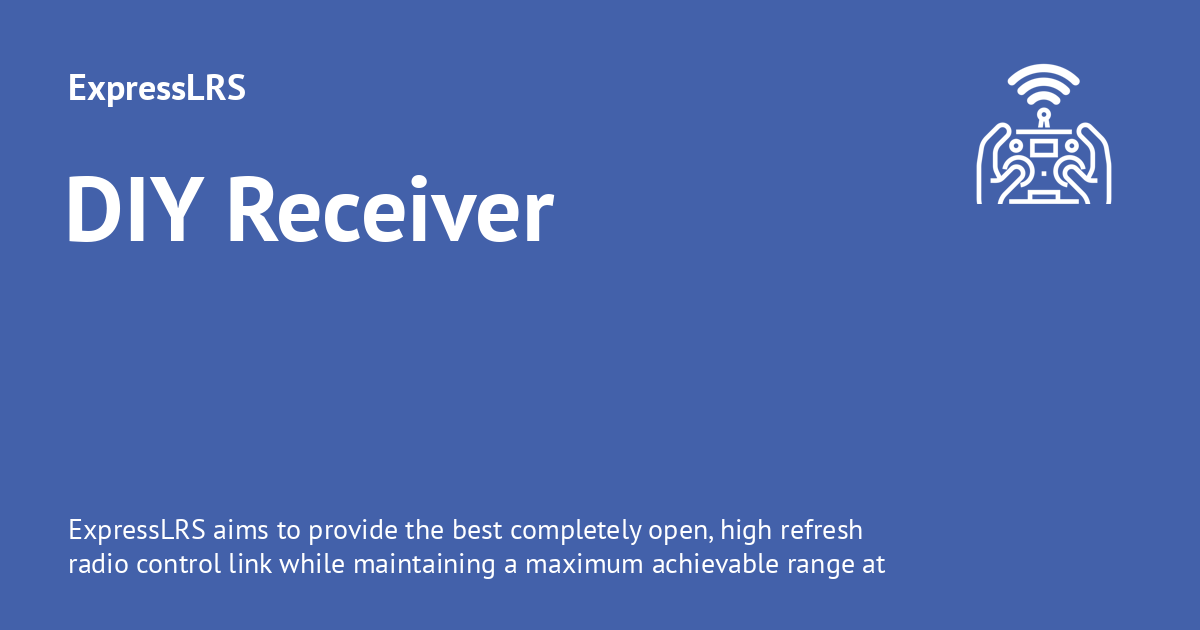 ExpressLRS
DIY Receiver
ExpressLRS aims to provide the best completely open, high refresh
radio control link while maintaining a maximum achievable range at